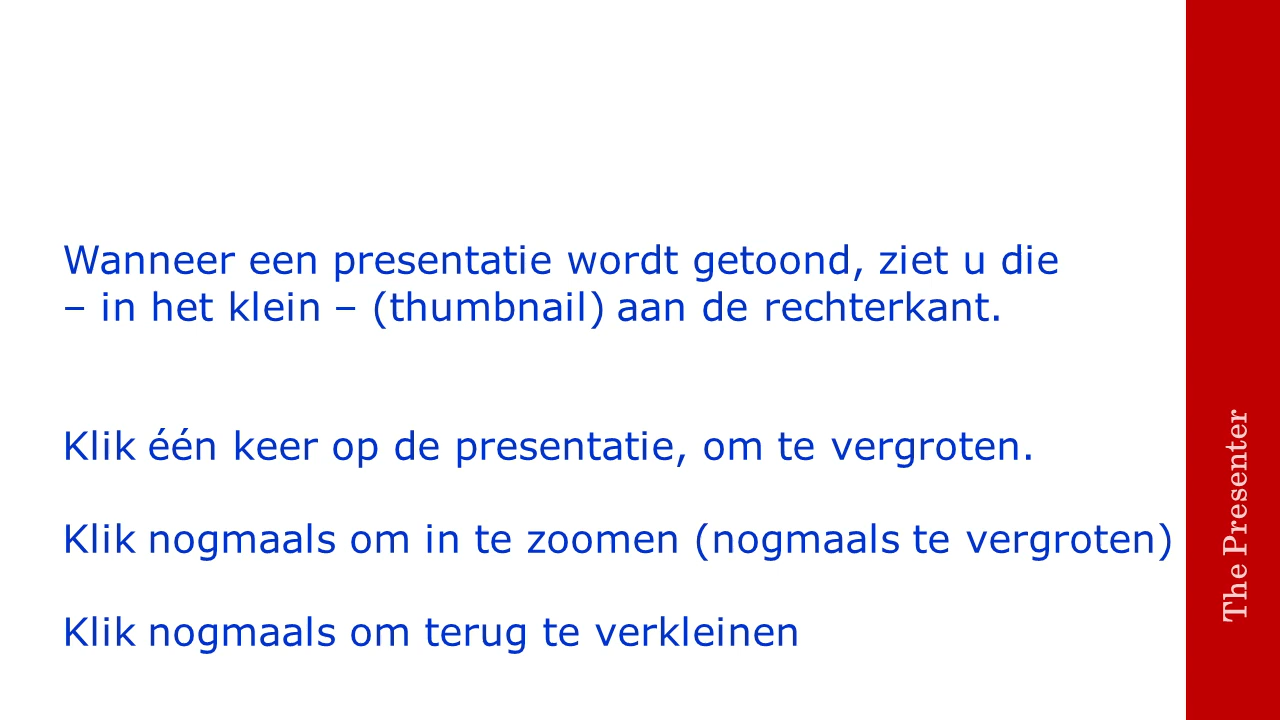 Wanneer een presentatie wordt getoond, ziet u die
– in het klein – (thumbnail) aan de rechterkant.
Klik één keer op de presentatie, om te vergroten.
Klik nogmaals om in te zoomen (nogmaals te vergroten)
Klik nogmaals om terug te verkleinen
The Presenter